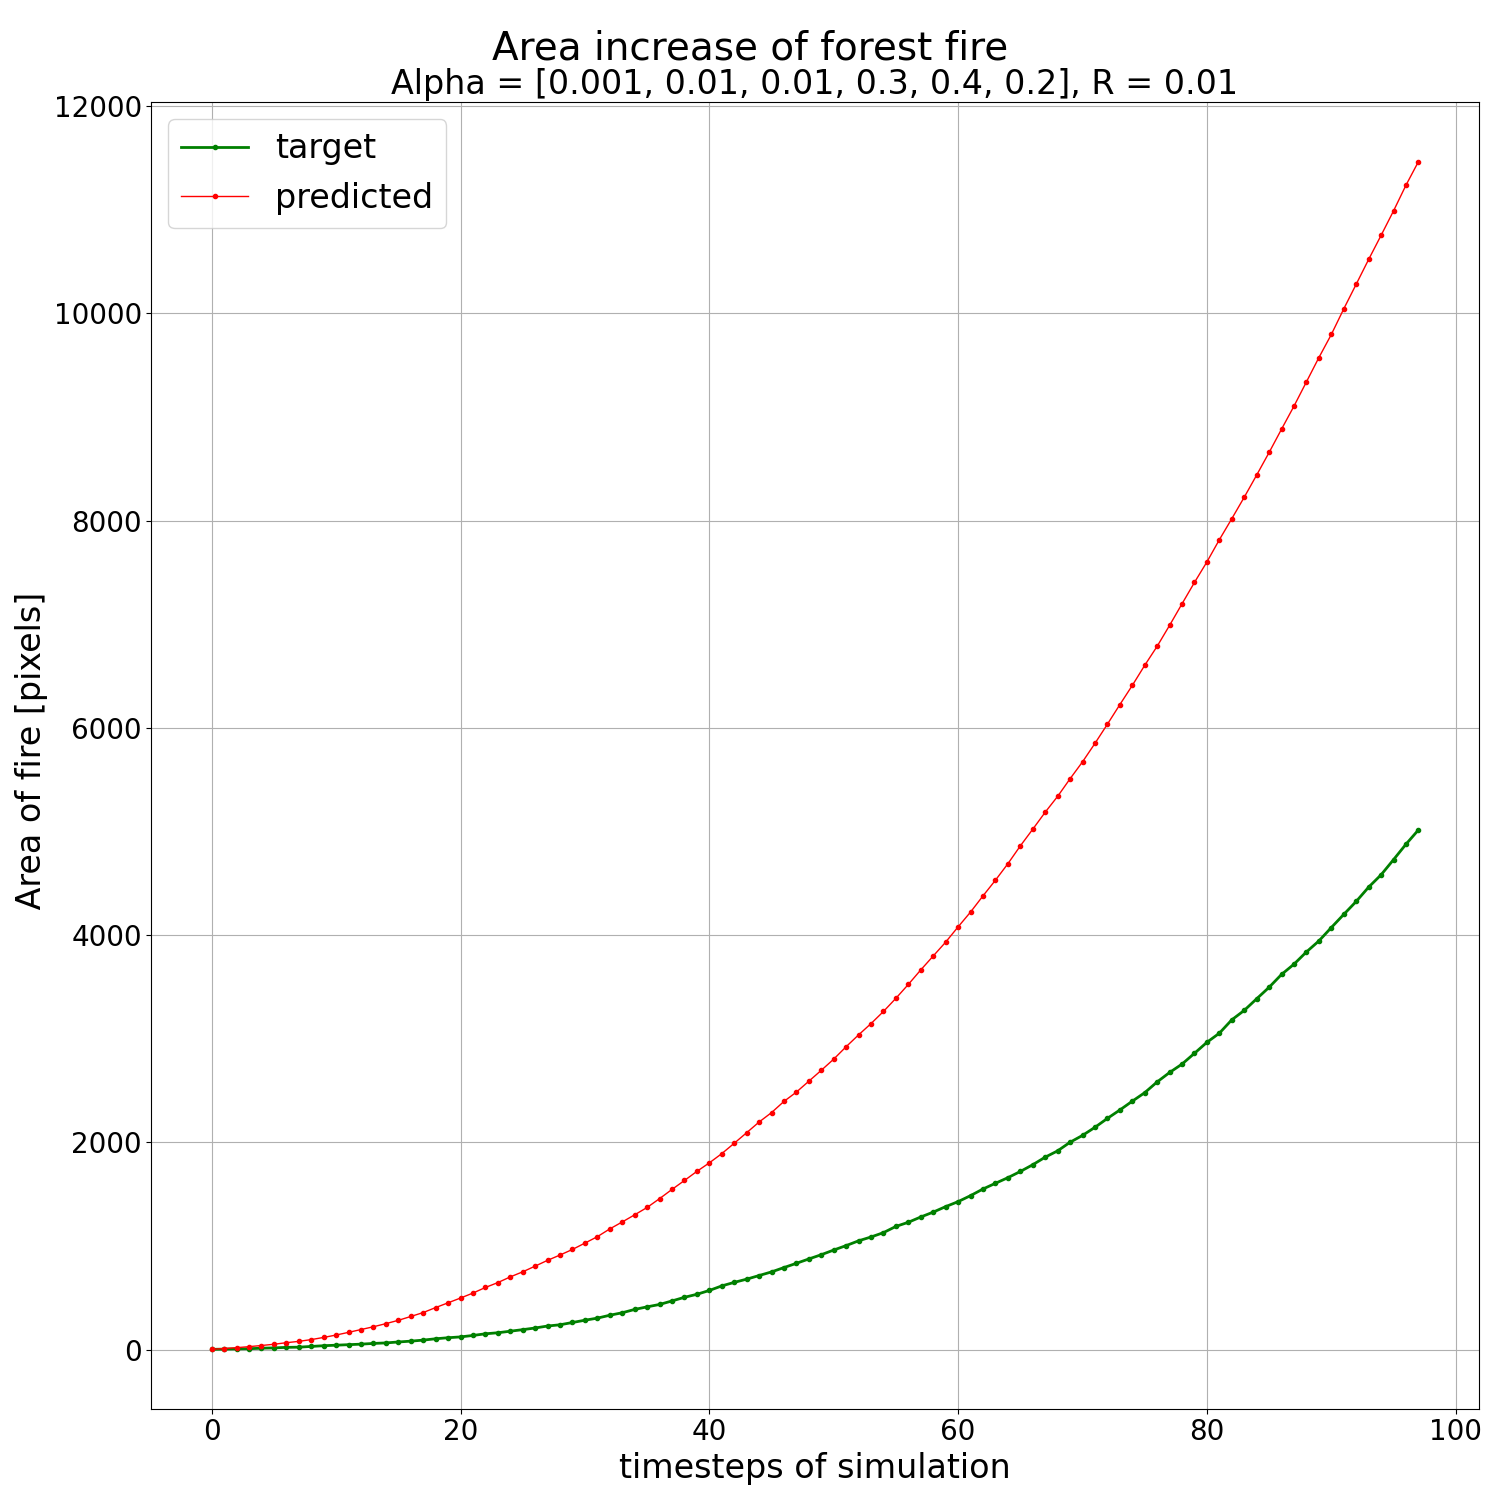 Area increase of forest fire
Alpha = [0.001, 0.01, 0.01, 0.3, 0.4, 0.2], R = 0.01
target
predicted
12000
10000
8000
6000
4000
2000
0
Area of fire [pixels]
0 20 40 60 80 100
timesteps of simulation